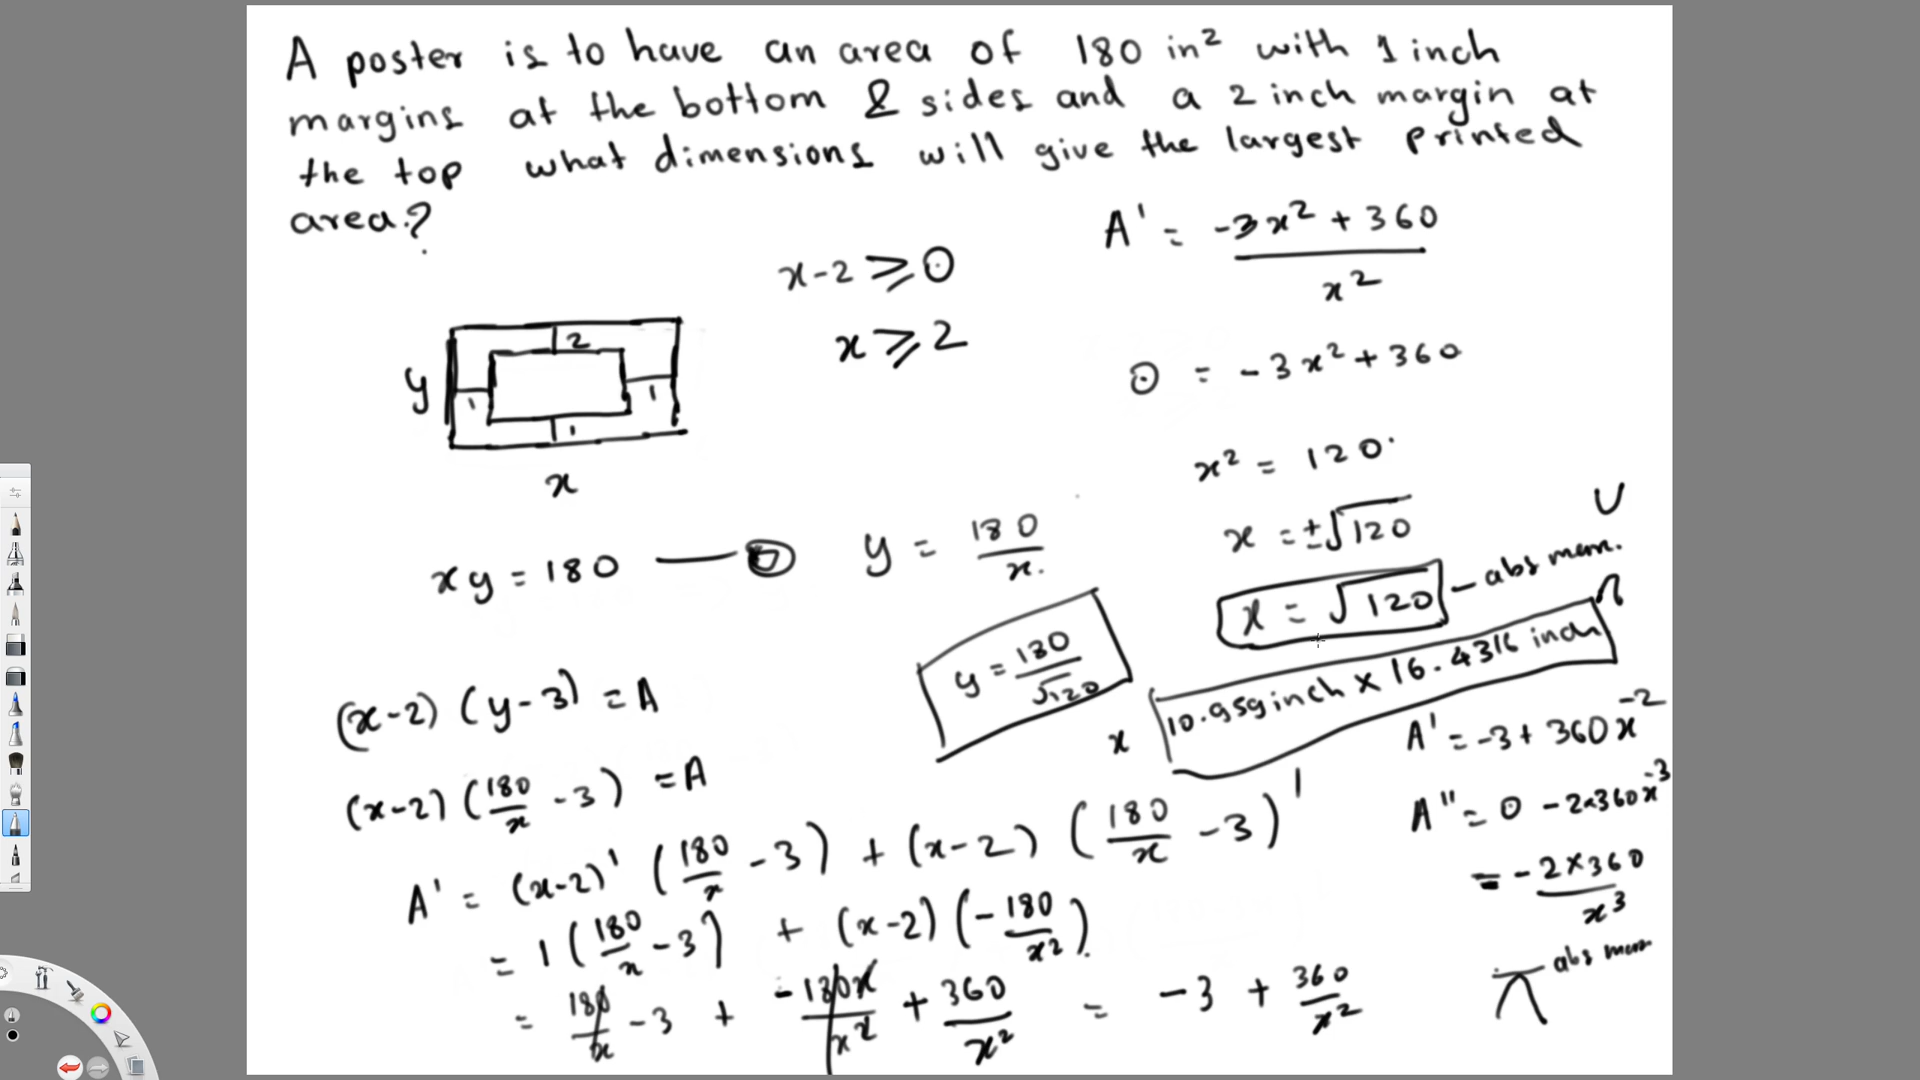 A poster is to have an area of 180 in² with 1 inch
margins at the bottom & sides and a 2 inch margin at
the top what dimensions will give the largest printed
area?
x-2 ⩾ 0
x ⩾ 2
y
2
1
1
1
x
xy = 180
y = 180/x.
(x-2) (y-3) = A
(x-2) (180/x - 3) = A
A' = (x-2)' (180/x - 3) + (x-2) (180/x - 3)'
= 1 (180/x - 3) + (x-2) (-180/x²).
= 180/x - 3 + -180x/x² + 360/x² = -3 + 360/x²
A' = -3x² + 360 / x²
0 = -3x² + 360
x² = 120
x = ±√120
x = √120 - abs max.
y = 180/√120
x
10.959 inch x 16.4316 inch
A' = -3 + 360x⁻²
A'' = 0 - 2x360x⁻³
= -2x360/x³
abs max